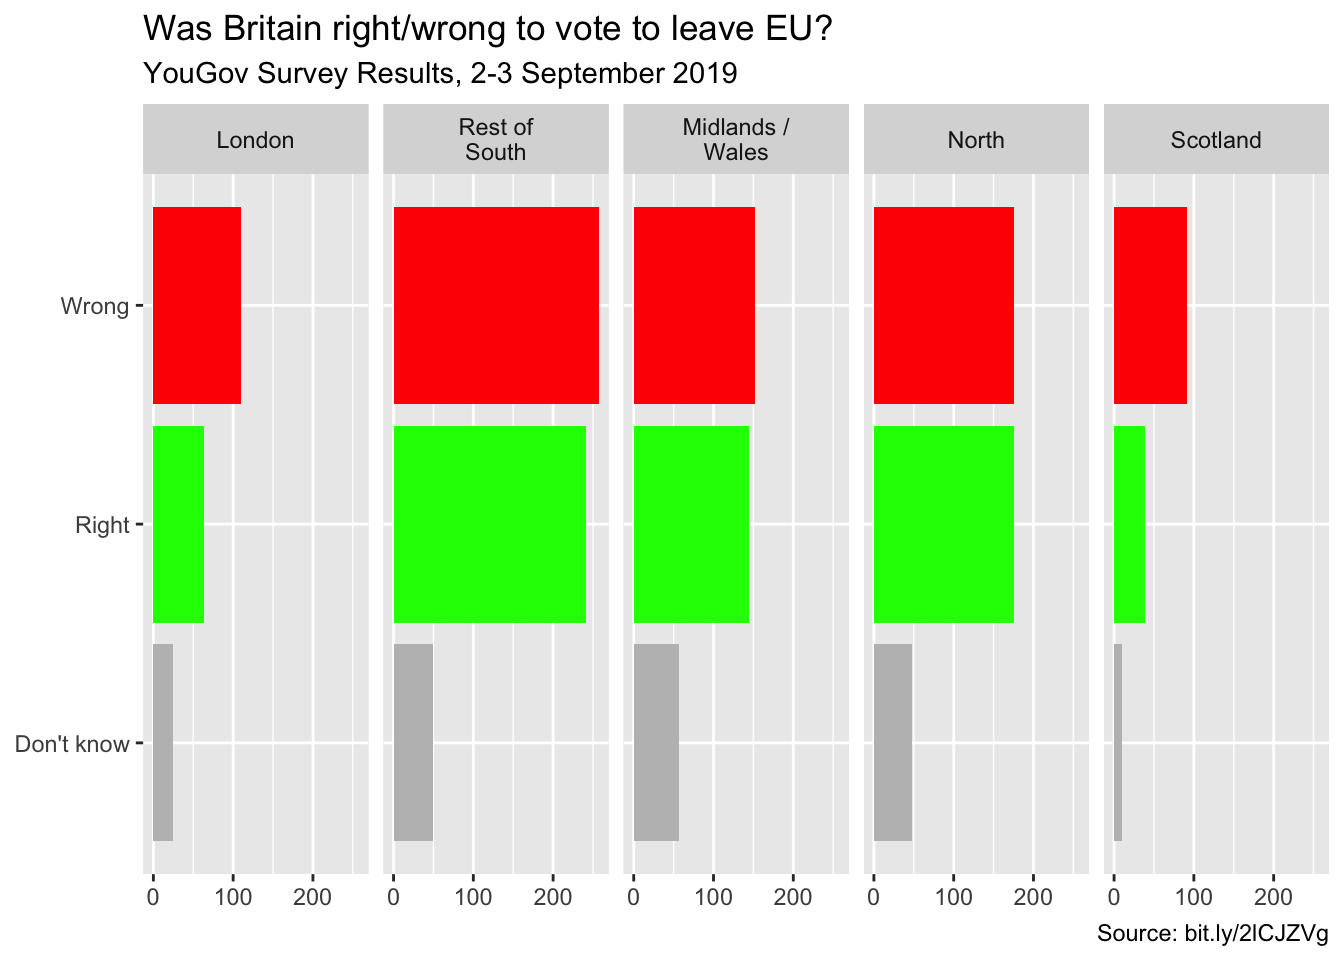 Was Britain right/wrong to vote to leave EU?
YouGov Survey Results, 2-3 September 2019
London
Rest of
South
Midlands /
Wales
North
Scotland
Wrong
Right
Don't know
0 100 200
0 100 200
0 100 200
0 100 200
0 100 200
Source: bit.ly/2lCJZVg